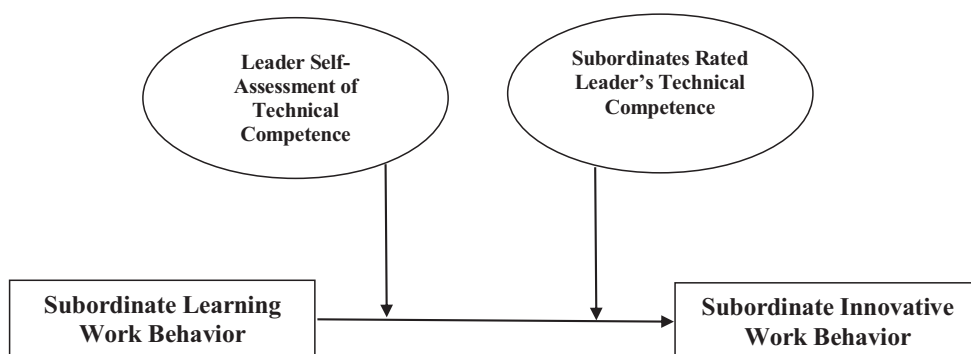 Leader Self-
Assessment of
Technical
Competence
Subordinates Rated
Leader's Technical
Competence
Subordinate Learning
Work Behavior
Subordinate Innovative
Work Behavior